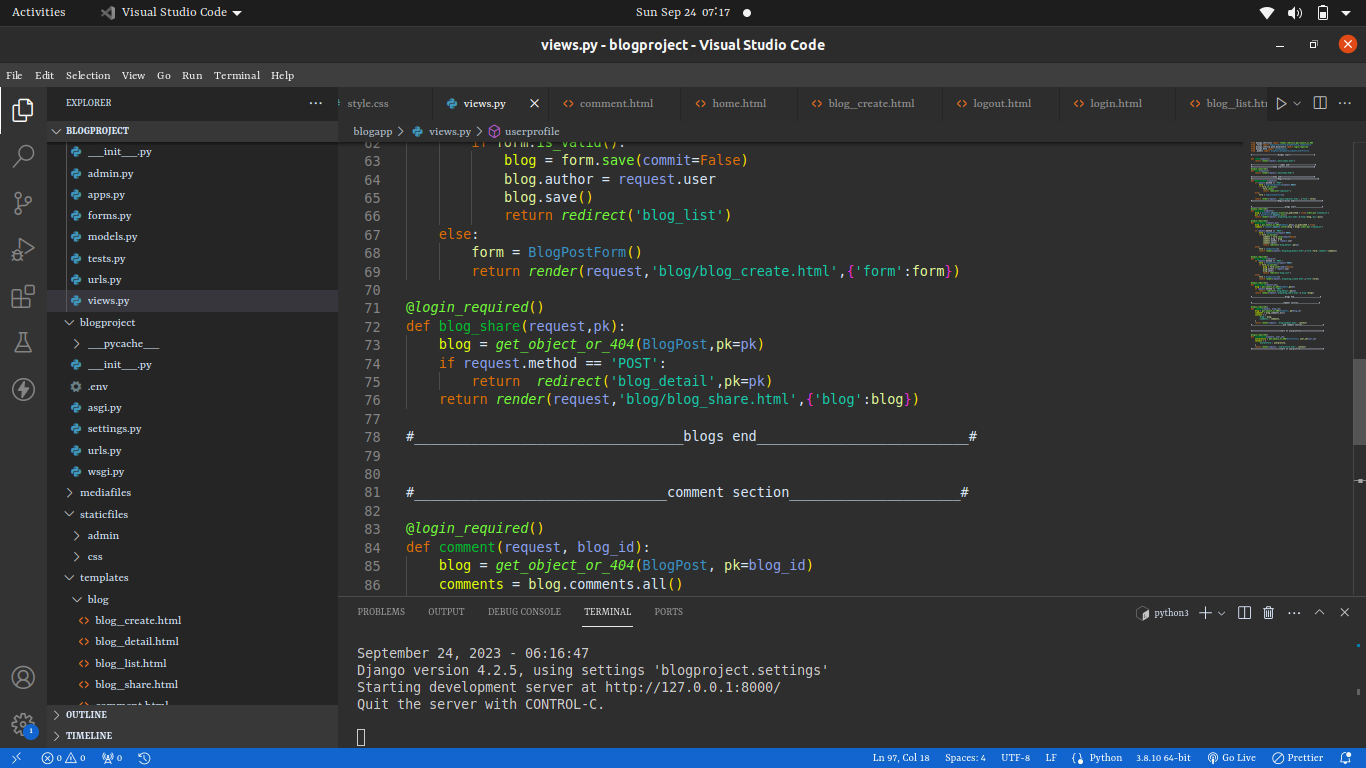 Activities
Visual Studio Code
Sun Sep 24 07:17
views.py - blogproject - Visual Studio Code
File Edit Selection View Go Run Terminal Help
EXPLORER
BLOGPROJECT
__init__.py
admin.py
apps.py
forms.py
models.py
tests.py
urls.py
views.py
blogproject
__pycache__
__init__.py
.env
asgi.py
settings.py
urls.py
wsgi.py
mediafiles
staticfiles
admin
css
templates
blog
blog_create.html
blog_detail.html
blog_list.html
blog_share.html
comment.html
OUTLINE
TIMELINE
style.css views.py comment.html home.html blog_create.html logout.html login.html blog_list.htm
blogapp > views.py > userprofile
62 if form.is_valid():
63 blog = form.save(commit=False)
64 blog.author = request.user
65 blog.save()
66 return redirect('blog_list')
67 else:
68 form = BlogPostForm()
69 return render(request,'blog/blog_create.html',{'form':form})
70
71 @login_required()
72 def blog_share(request,pk):
73 blog = get_object_or_404(BlogPost,pk=pk)
74 if request.method == 'POST':
75 return  redirect('blog_detail',pk=pk)
76 return render(request,'blog/blog_share.html',{'blog':blog})
77
78 #_________________________________blogs end__________________________#
79
80
81 #_______________________________comment section_____________________#
82
83 @login_required()
84 def comment(request, blog_id):
85 blog = get_object_or_404(BlogPost, pk=blog_id)
86 comments = blog.comments.all()
PROBLEMS OUTPUT DEBUG CONSOLE TERMINAL PORTS
python3
September 24, 2023 - 06:16:47
Django version 4.2.5, using settings 'blogproject.settings'
Starting development server at http://127.0.0.1:8000/
Quit the server with CONTROL-C.
1
0 0 0
Ln 97, Col 18 Spaces: 4 UTF-8 LF Python 3.8.10 64-bit Go Live Prettier